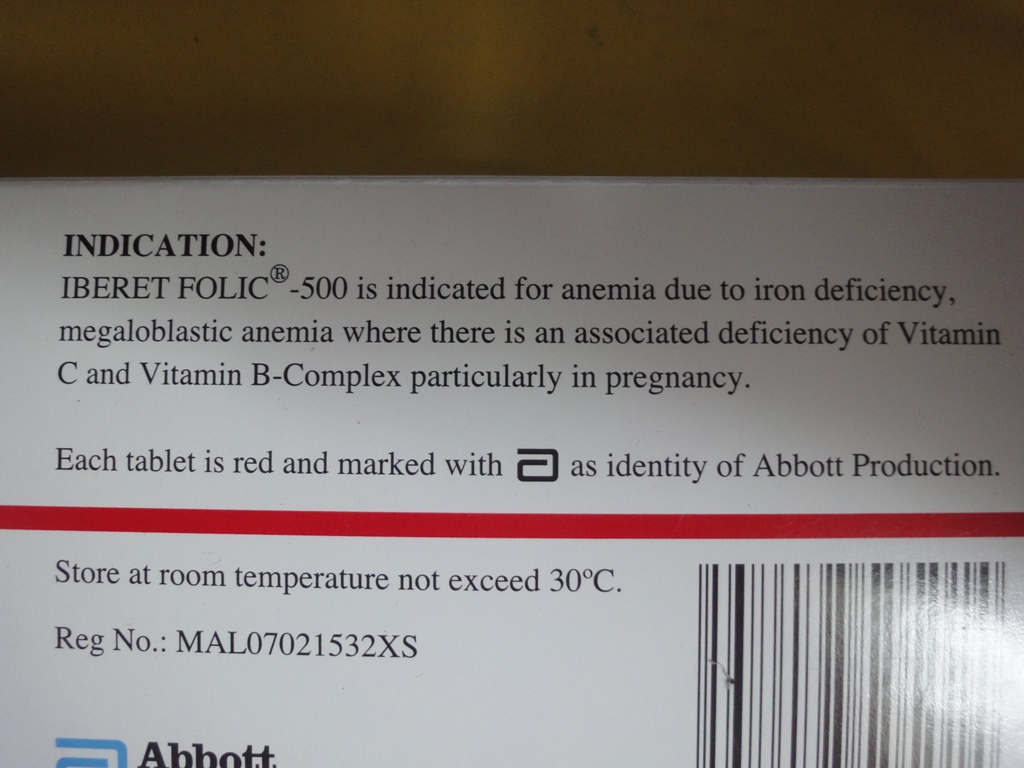 INDICATION:
IBERET FOLIC®-500 is indicated for anemia due to iron deficiency,
megaloblastic anemia where there is an associated deficiency of Vitamin
C and Vitamin B-Complex particularly in pregnancy.
Each tablet is red and marked with as identity of Abbott Production.
Store at room temperature not exceed 30ºC.
Reg No.: MAL07021532XS
Abbott